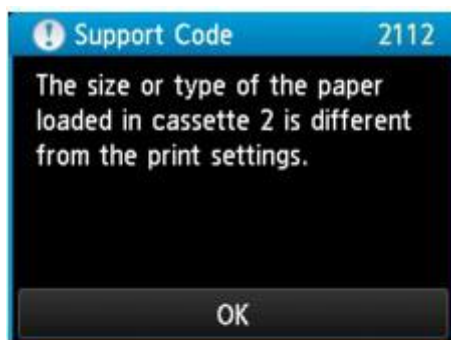 Support Code 2112
The size or type of the paper
loaded in cassette 2 is different
from the print settings.
OK